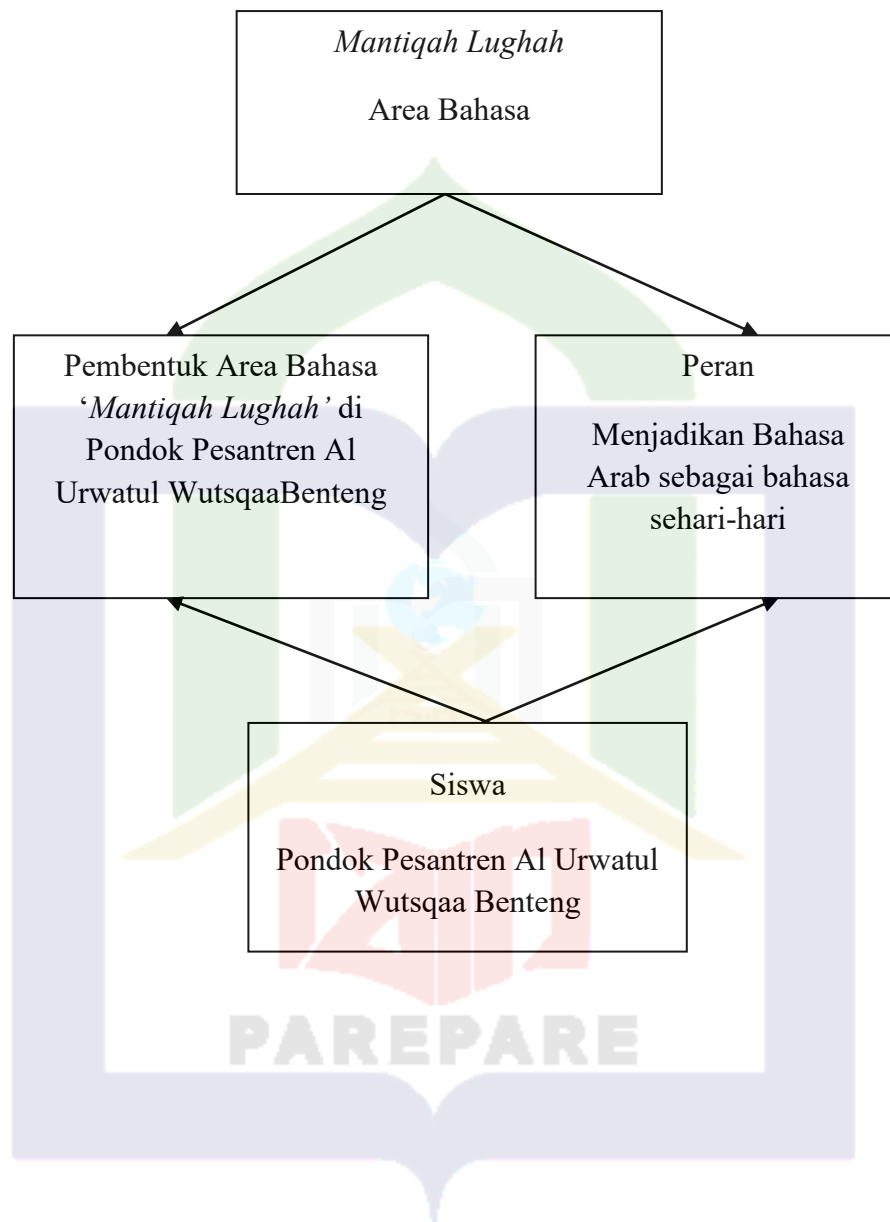 Mantiqah Lughah
Area Bahasa
Pembentuk Area Bahasa
‘Mantiqah Lughah’ di
Pondok Pesantren Al
Urwatul WutsqaaBenteng
Peran
Menjadikan Bahasa
Arab sebagai bahasa
sehari-hari
Siswa
Pondok Pesantren Al Urwatul
Wutsqaa Benteng
PAREPARE